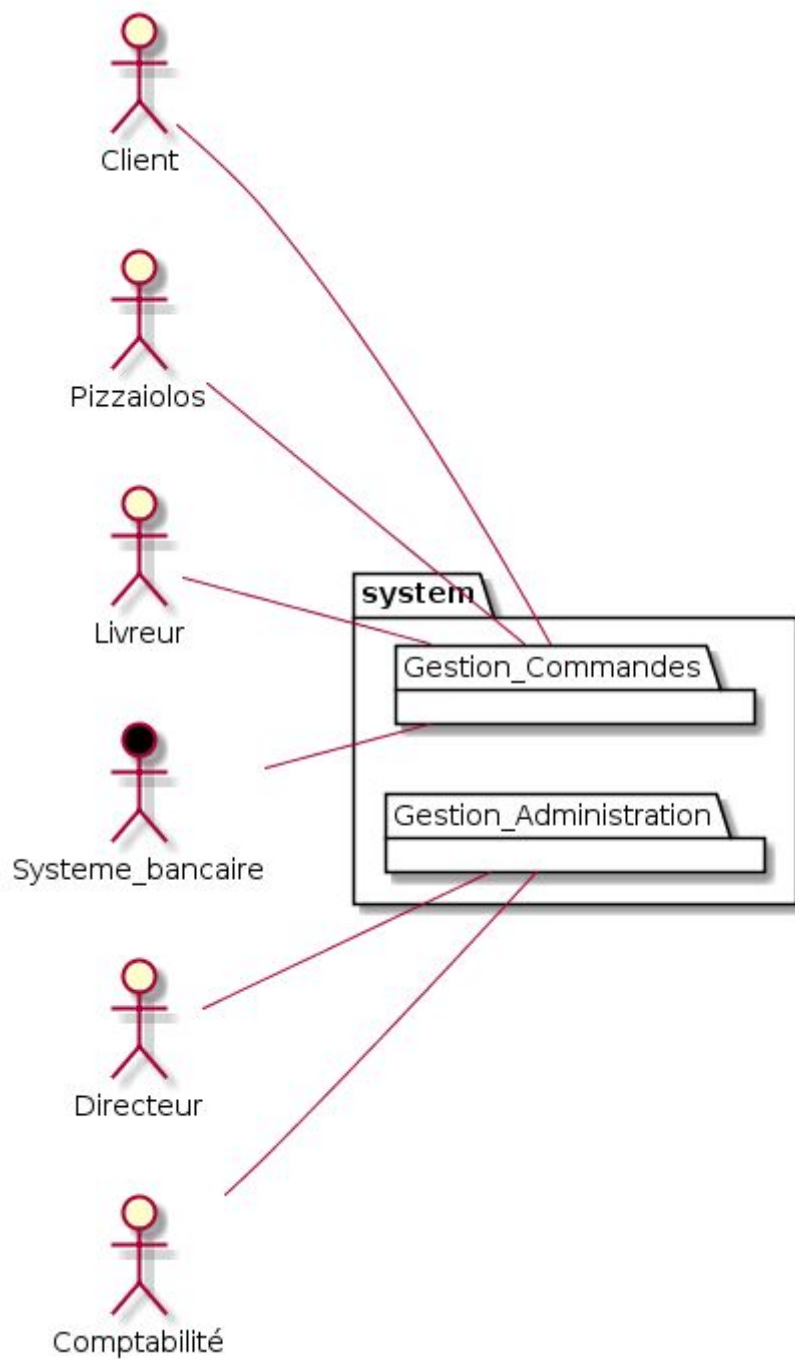 Client
Pizzaiolos
Livreur
system
Gestion_Commandes
Systeme_bancaire
Gestion_Administration
Directeur
Comptabilité